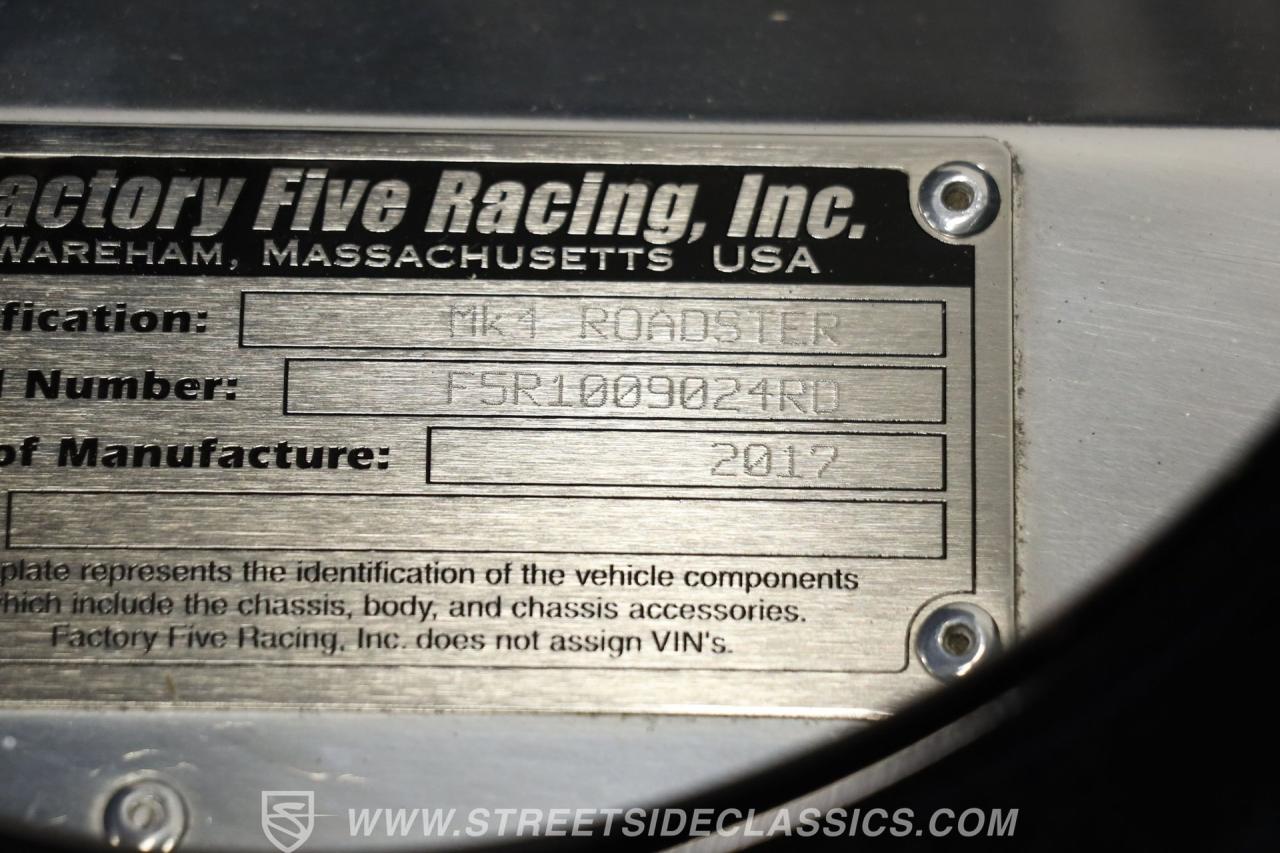 actory Five Racing, Inc.
WAREHAM, MASSACHUSETTS USA
fication: Mk4 ROADSTER
Number: F5R1009024RD
of Manufacture: 2017
plate represents the identification of the vehicle components
hich include the chassis, body, and chassis accessories.
Factory Five Racing, Inc. does not assign VIN's.
WWW.STREETSIDECLASSICS.COM